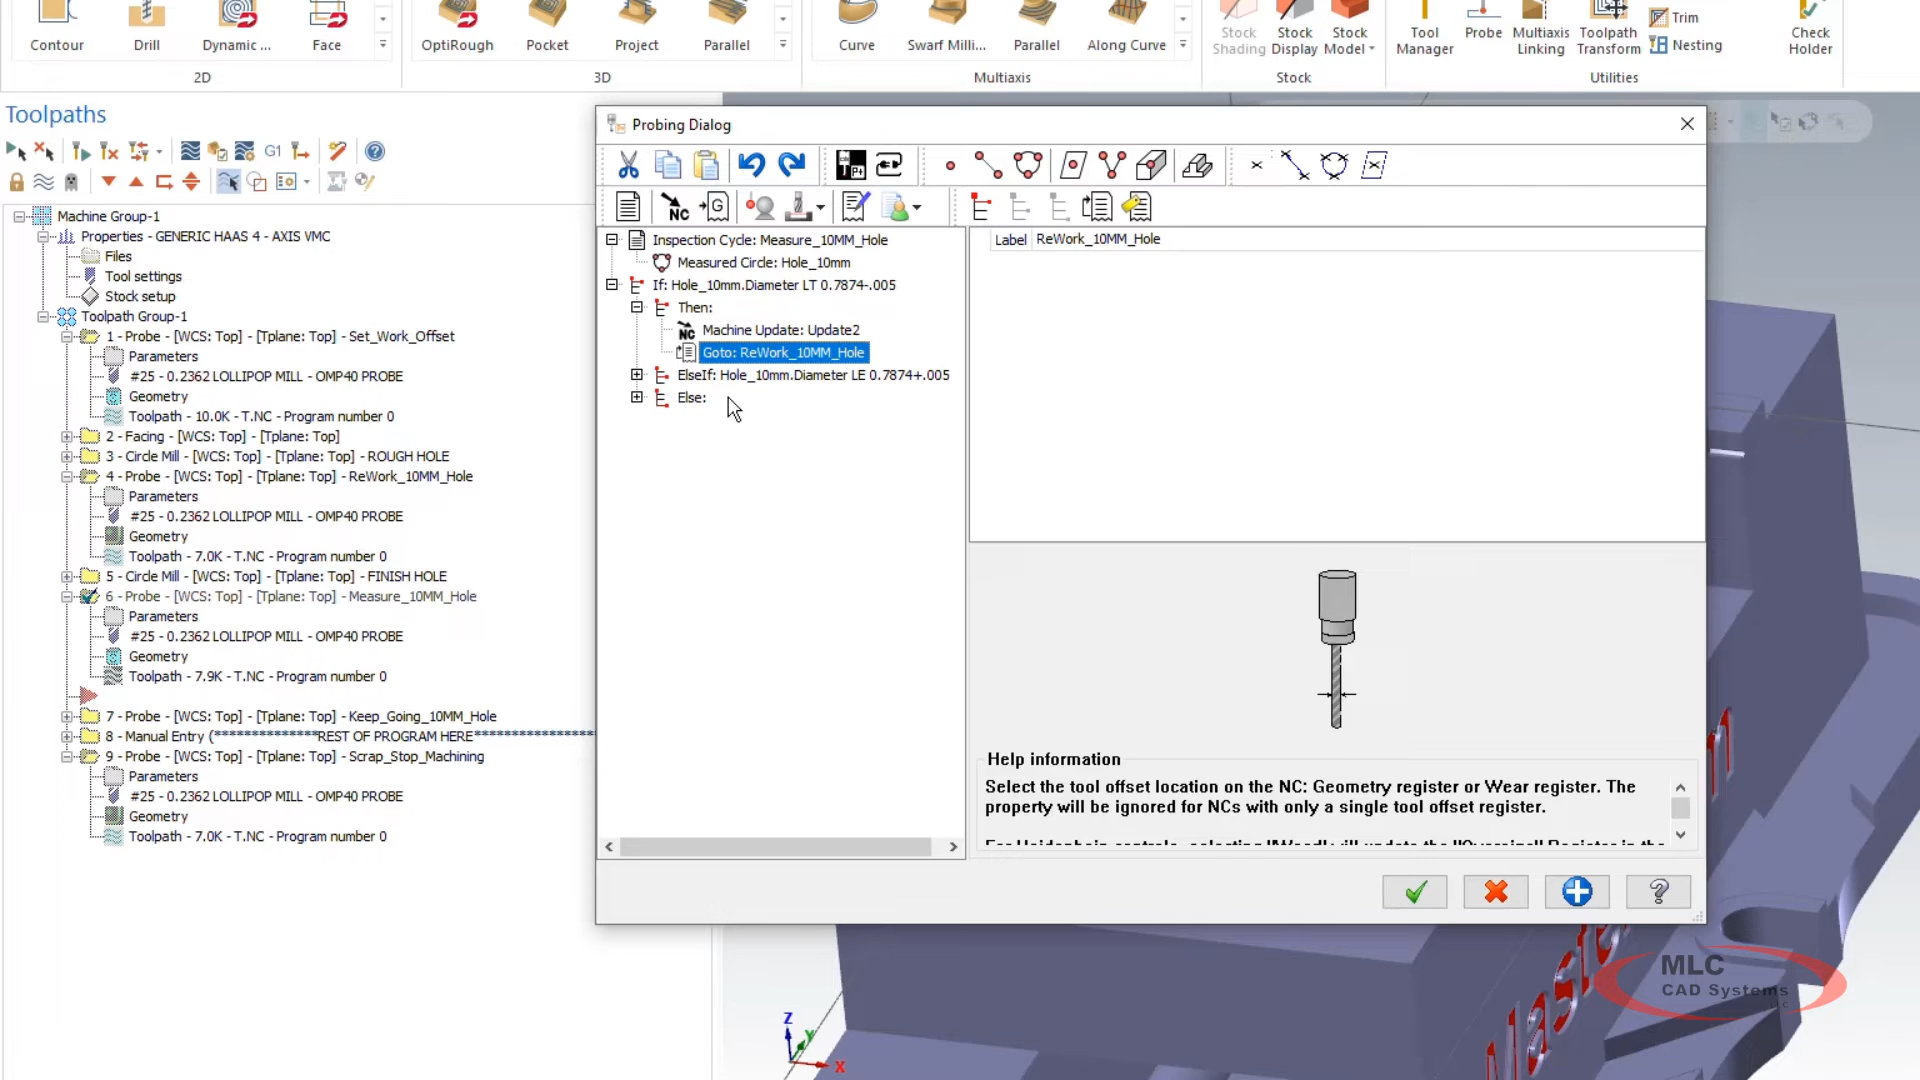 Contour
Drill
Dynamic ...
Face
OptiRough
Pocket
Project
Parallel
Curve
Swarf Milli...
Parallel
Along Curve
Stock Shading
Stock Display
Stock Model
Tool Manager
Probe
Multiaxis Linking
Toolpath Transform
Trim
Nesting
Check Holder
2D
3D
Multiaxis
Stock
Utilities
Toolpaths
G1
Machine Group-1
Properties - GENERIC HAAS 4 - AXIS VMC
Files
Tool settings
Stock setup
Toolpath Group-1
1 - Probe - [WCS: Top] - [Tplane: Top] - Set_Work_Offset
Parameters
#25 - 0.2362 LOLLIPOP MILL - OMP40 PROBE
Geometry
Toolpath - 10.0K - T.NC - Program number 0
2 - Facing - [WCS: Top] - [Tplane: Top]
3 - Circle Mill - [WCS: Top] - [Tplane: Top] - ROUGH HOLE
4 - Probe - [WCS: Top] - [Tplane: Top] - ReWork_10MM_Hole
Parameters
#25 - 0.2362 LOLLIPOP MILL - OMP40 PROBE
Geometry
Toolpath - 7.0K - T.NC - Program number 0
5 - Circle Mill - [WCS: Top] - [Tplane: Top] - FINISH HOLE
6 - Probe - [WCS: Top] - [Tplane: Top] - Measure_10MM_Hole
Parameters
#25 - 0.2362 LOLLIPOP MILL - OMP40 PROBE
Geometry
Toolpath - 7.9K - T.NC - Program number 0
7 - Probe - [WCS: Top] - [Tplane: Top] - Keep_Going_10MM_Hole
8 - Manual Entry (**************REST OF PROGRAM HERE*****************
9 - Probe - [WCS: Top] - [Tplane: Top] - Scrap_Stop_Machining
Parameters
#25 - 0.2362 LOLLIPOP MILL - OMP40 PROBE
Geometry
Toolpath - 7.0K - T.NC - Program number 0
Probing Dialog
NC
G
Inspection Cycle: Measure_10MM_Hole
Measured Circle: Hole_10mm
If: Hole_10mm.Diameter LT 0.7874-.005
Then:
NC Machine Update: Update2
Goto: ReWork_10MM_Hole
ElseIf: Hole_10mm.Diameter LE 0.7874+.005
Else:
Label ReWork_10MM_Hole
Help information
Select the tool offset location on the NC: Geometry register or Wear register. The
property will be ignored for NCs with only a single tool offset register.
Z
Y
X
MLC
CAD Systems